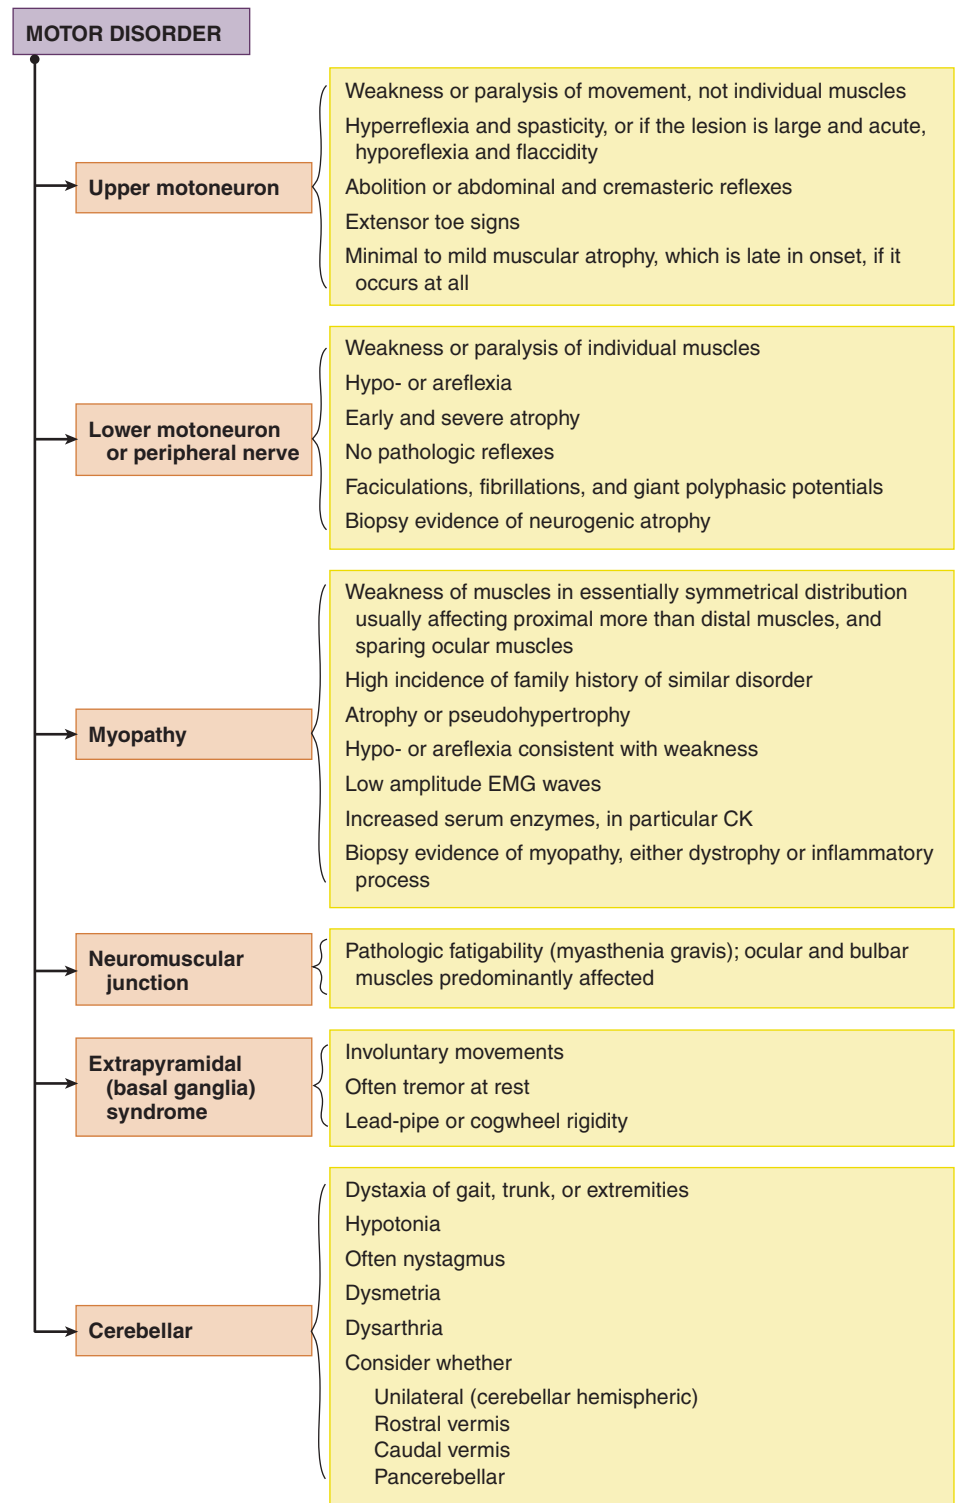 MOTOR DISORDER
Upper motoneuron
Weakness or paralysis of movement, not individual muscles
Hyperreflexia and spasticity, or if the lesion is large and acute,
hyporeflexia and flaccidity
Abolition or abdominal and cremasteric reflexes
Extensor toe signs
Minimal to mild muscular atrophy, which is late in onset, if it
occurs at all
Lower motoneuron
or peripheral nerve
Weakness or paralysis of individual muscles
Hypo- or areflexia
Early and severe atrophy
No pathologic reflexes
Faciculations, fibrillations, and giant polyphasic potentials
Biopsy evidence of neurogenic atrophy
Myopathy
Weakness of muscles in essentially symmetrical distribution
usually affecting proximal more than distal muscles, and
sparing ocular muscles
High incidence of family history of similar disorder
Atrophy or pseudohypertrophy
Hypo- or areflexia consistent with weakness
Low amplitude EMG waves
Increased serum enzymes, in particular CK
Biopsy evidence of myopathy, either dystrophy or inflammatory
process
Neuromuscular
junction
Pathologic fatigability (myasthenia gravis); ocular and bulbar
muscles predominantly affected
Extrapyramidal
(basal ganglia)
syndrome
Involuntary movements
Often tremor at rest
Lead-pipe or cogwheel rigidity
Cerebellar
Dystaxia of gait, trunk, or extremities
Hypotonia
Often nystagmus
Dysmetria
Dysarthria
Consider whether
Unilateral (cerebellar hemispheric)
Rostral vermis
Caudal vermis
Pancerebellar